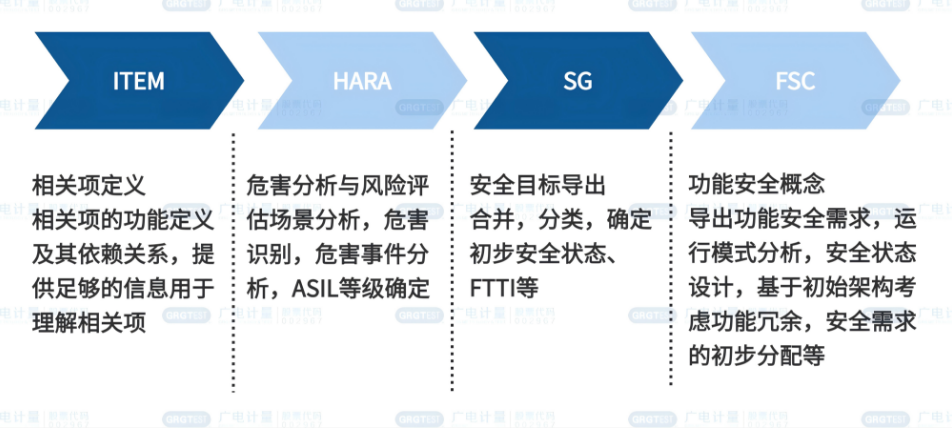 ITEM
HARA
SG
FSC
相关项定义
相关项的功能定义
及其依赖关系，提
供足够的信息用于
理解相关项
危害分析与风险评
估场景分析，危害
识别，危害事件分
析，ASIL等级确定
安全目标导出
合并，分类，确定
初步安全状态、
FTTI等
功能安全概念
导出功能安全需求，运
行模式分析，安全状态
设计，基于初始架构考
虑功能冗余，安全需求
的初步分配等
GRGTEST 广电计量